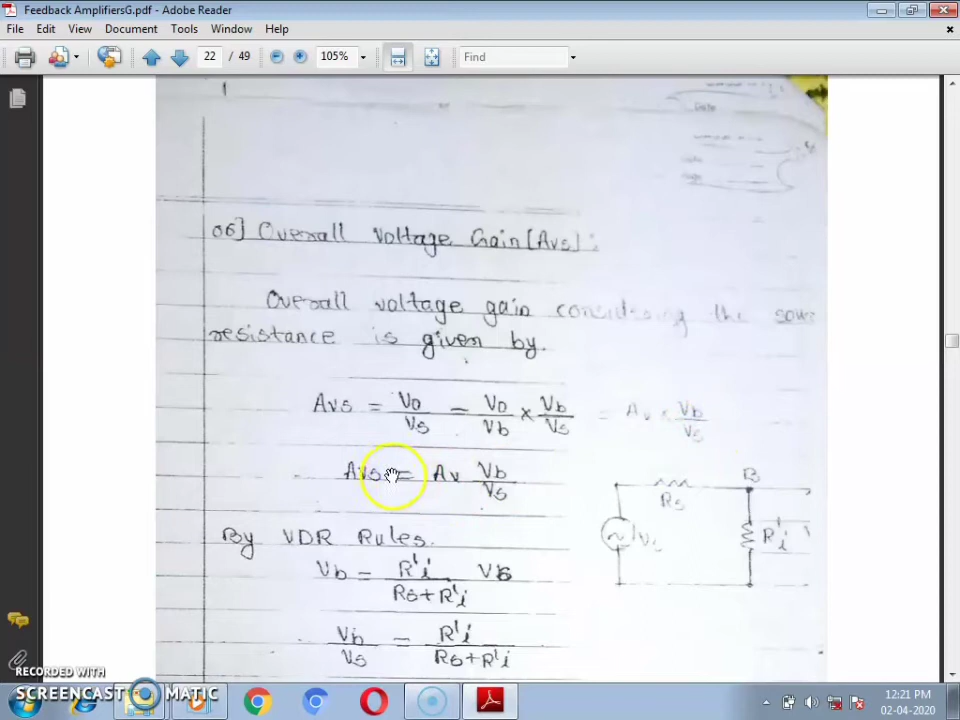 Feedback AmplifiersG.pdf - Adobe Reader
File Edit View Document Tools Window Help
22 / 49 105% Find
Date
06] Overall Voltage Gain [Avs] :
Overall voltage gain considering the
resistance is given by.
Avs = Vo/Vs = Vo/Vb × Vb/Vs = Av × Vb/Vs
Avs = Av Vb/Vs
B
Rs
Vs
R'i
By VDR Rules.
Vb = R'i/(Rs+R'i) Vs
Vb/Vs = R'i/(Rs+R'i)
RECORDED WITH
SCREENCAST MATIC
12:21 PM
02-04-2020